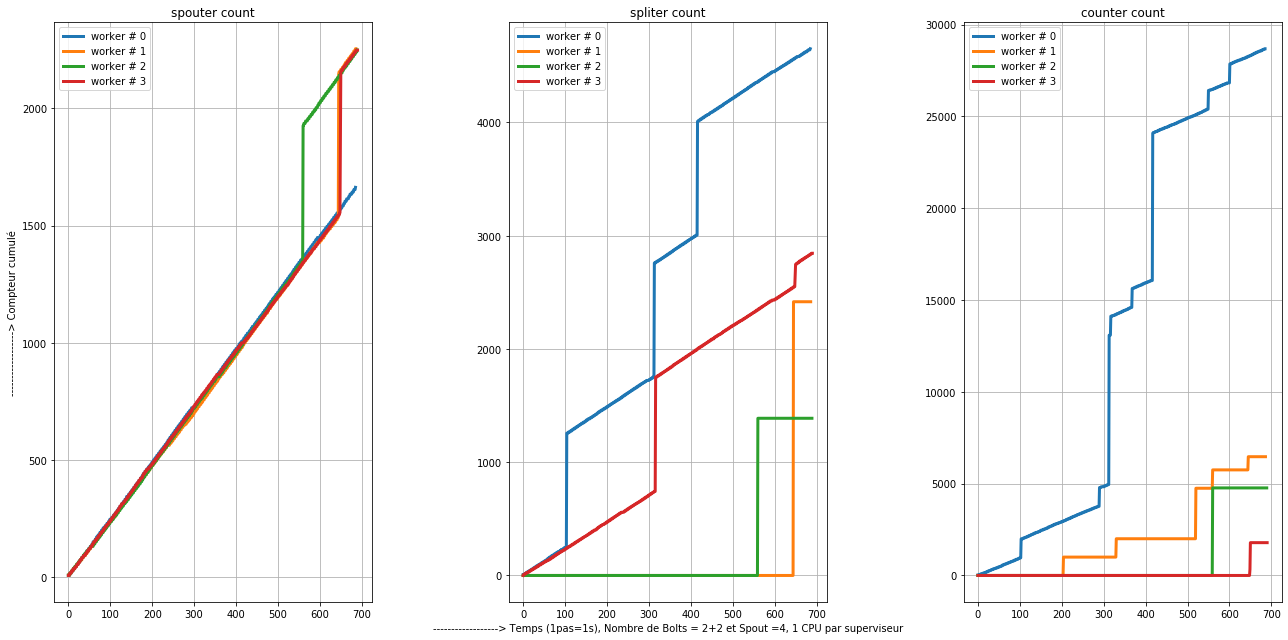 spouter count
worker # 0
worker # 1
worker # 2
worker # 3
2000
1500
1000
500
0
0 100 200 300 400 500 600 700
------------------> Compteur cumulé
spliter count
worker # 0
worker # 1
worker # 2
worker # 3
4000
3000
2000
1000
0
0 100 200 300 400 500 600 700
------------------> Temps (1pas=1s), Nombre de Bolts = 2+2 et Spout =4, 1 CPU par superviseur
counter count
worker # 0
worker # 1
worker # 2
worker # 3
30000
25000
20000
15000
10000
5000
0
0 100 200 300 400 500 600 700